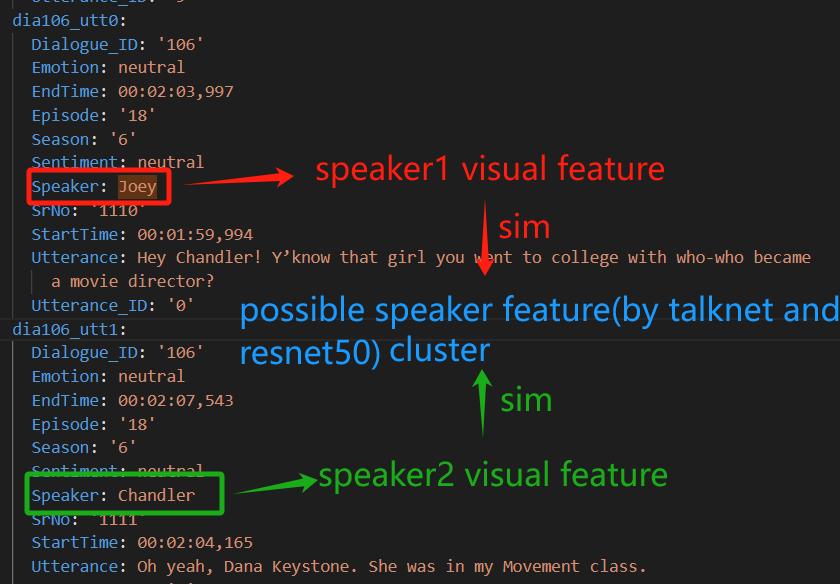 dia106_utt0:
Dialogue_ID: '106'
Emotion: neutral
EndTime: 00:02:03,997
Episode: '18'
Season: '6'
Sentiment: neutral
Speaker: Joey
speaker1 visual feature
SrNo: '1110'
sim
StartTime: 00:01:59,994
Utterance: Hey Chandler! Y’know that girl you went to college with who-who became
a movie director?
Utterance_ID: '0'
possible speaker feature(by talknet and
dia106_utt1:
resnet50) cluster
Dialogue_ID: '106'
Emotion: neutral
EndTime: 00:02:07,543
sim
Episode: '18'
Season: '6'
Sentiment: neutral
speaker2 visual feature
Speaker: Chandler
SrNo: '1111'
StartTime: 00:02:04,165
Utterance: Oh yeah, Dana Keystone. She was in my Movement class.